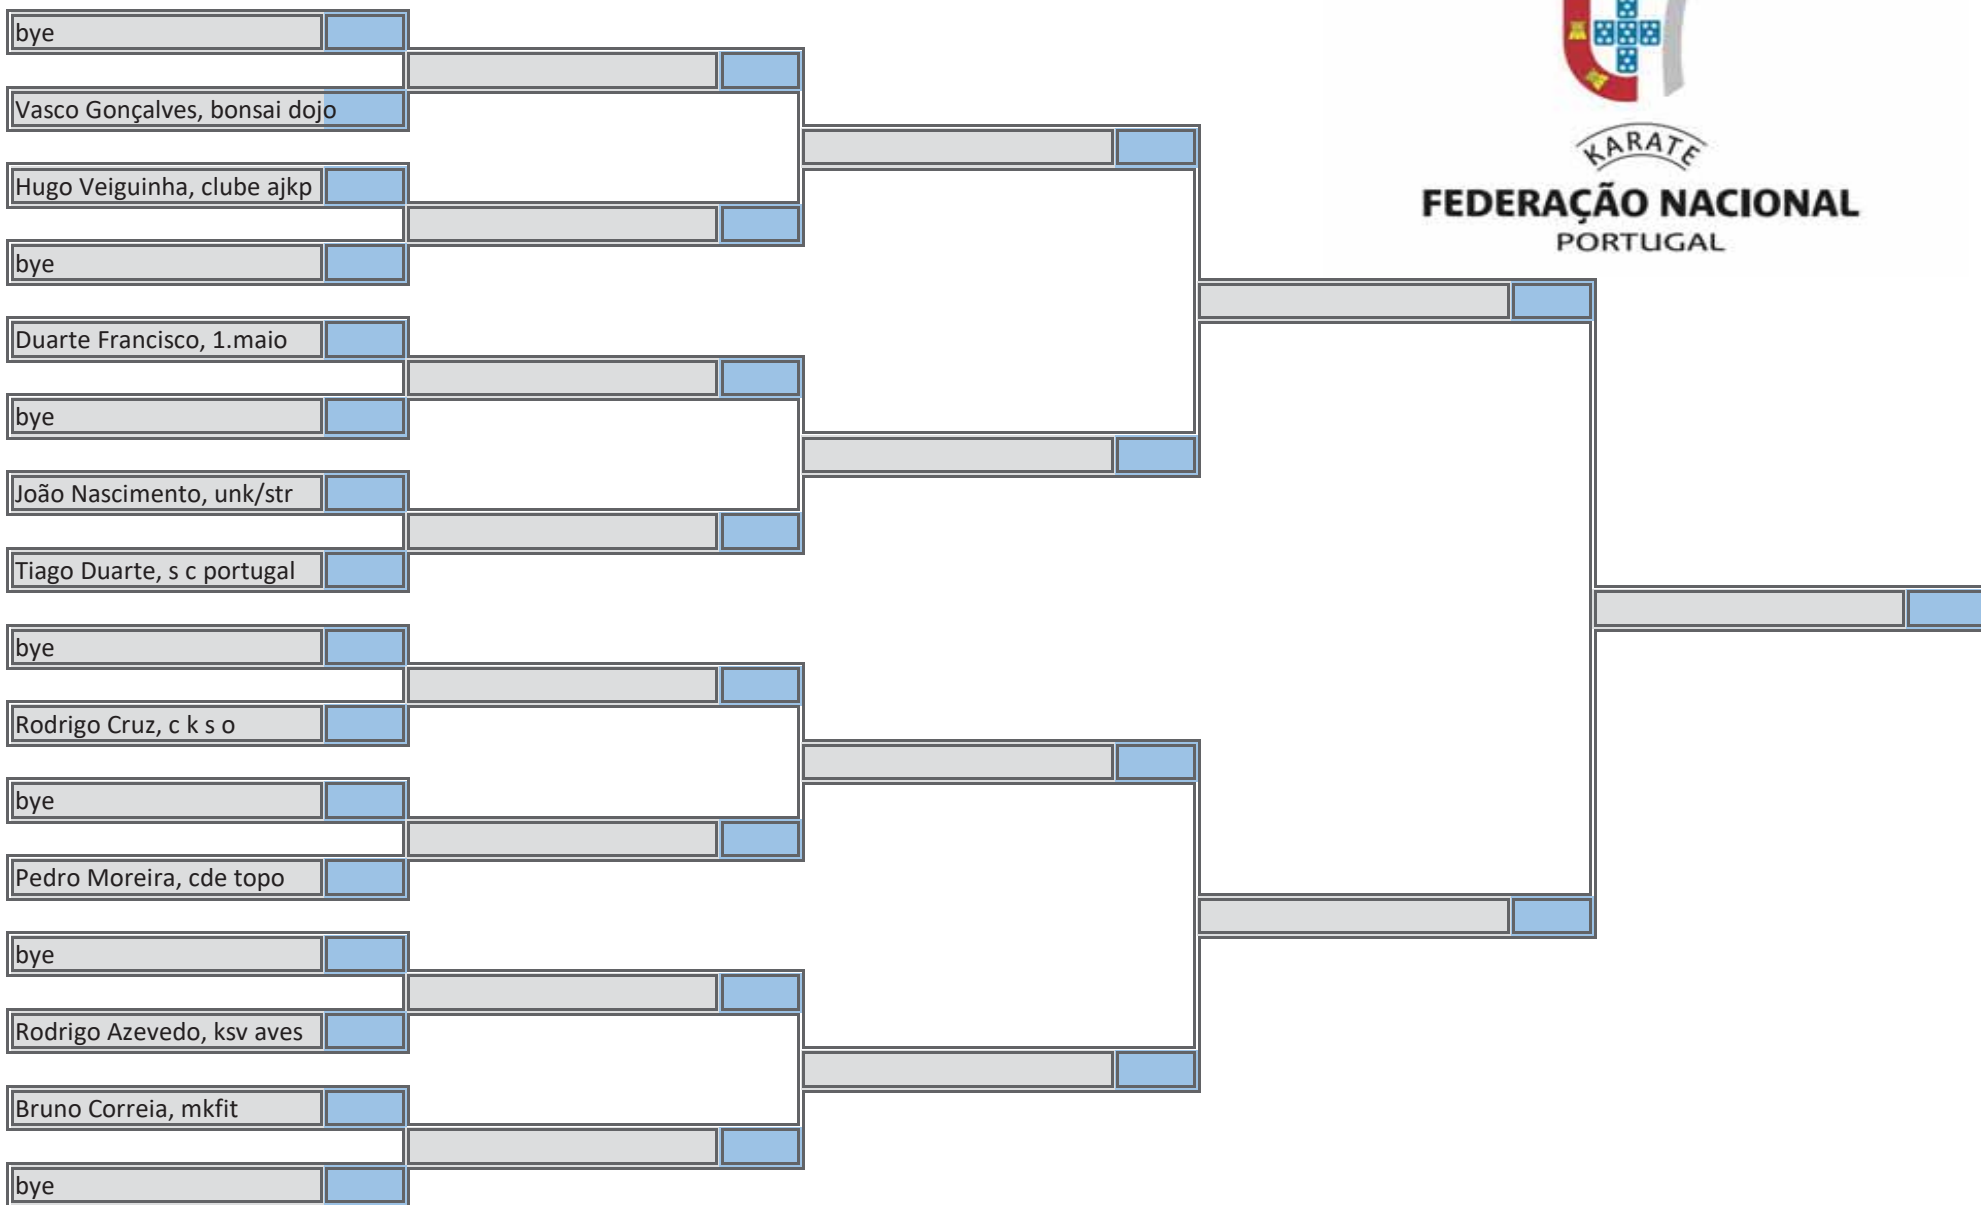 bye
Vasco Gonçalves, bonsai dojo
Hugo Veiguinha, clube ajkp
bye
Duarte Francisco, 1.maio
bye
João Nascimento, unk/str
Tiago Duarte, s c portugal
bye
Rodrigo Cruz, c k s o
bye
Pedro Moreira, cde topo
bye
Rodrigo Azevedo, ksv aves
Bruno Correia, mkfit
bye
KARATE
FEDERAÇÃO NACIONAL
PORTUGAL